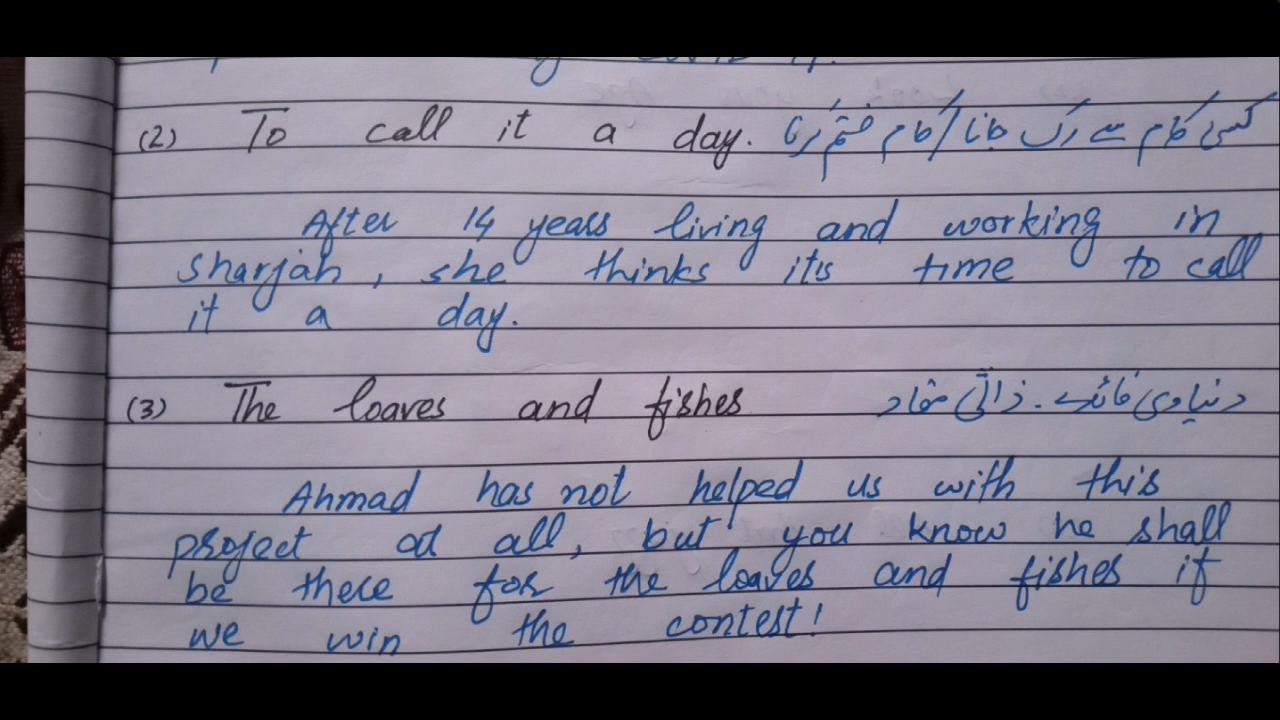 (2) To call it a day. کسی کام سے رک جانا/کام ختم کرنا
After 14 years living and working in
Sharjah, she thinks its time to call
it a day.
(3) The loaves and fishes دنیاوی فائدے۔ ذاتی مفاد
Ahmad has not helped us with this
project at all, but you know he shall
be there for the loaves and fishes if
we win the contest!